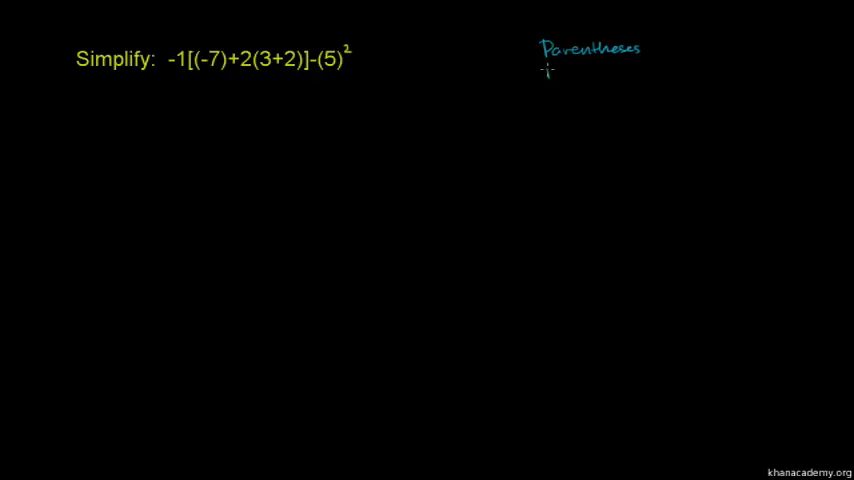 Simplify: -1[(-7)+2(3+2)]-(5)²
Parentheses
khanacademy.org